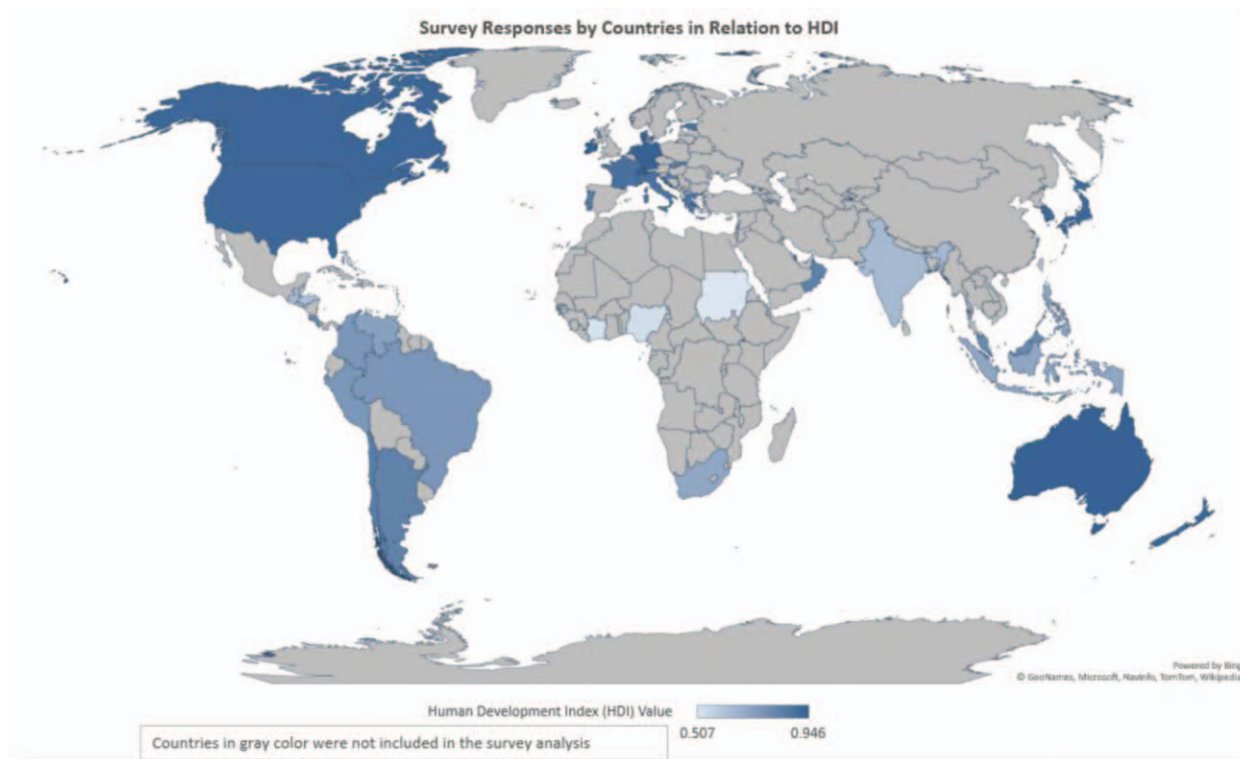 Survey Responses by Countries in Relation to HDI
Powered by Bing
© GeoNames, Microsoft, Navinfo, TomTom, Wikipedia
Human Development Index (HDI) Value
0.507
0.946
Countries in gray color were not included in the survey analysis